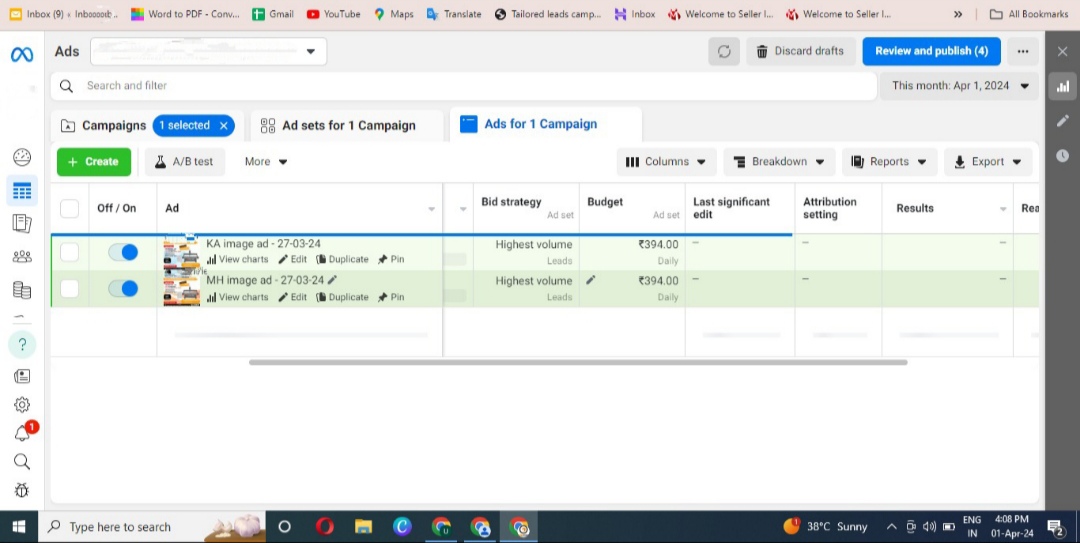 Inbox (9)
Word to PDF - Conv...
Gmail
YouTube
Maps
Translate
Tailored leads camp...
Inbox
Welcome to Seller I...
Welcome to Seller I...
»
All Bookmarks
Ads
Discard drafts
Review and publish (4)
Search and filter
This month: Apr 1, 2024
Campaigns
1 selected
Ad sets for 1 Campaign
Ads for 1 Campaign
+ Create
A/B test
More
Columns
Breakdown
Reports
Export
Off / On
Ad
Bid strategy
Ad set
Budget
Ad set
Last significant
edit
Attribution
setting
Results
Rea
KA image ad - 27-03-24
View charts
Edit
Duplicate
Pin
Highest volume
Leads
₹394.00
Daily
MH image ad - 27-03-24
View charts
Edit
Duplicate
Pin
Highest volume
Leads
₹394.00
Daily
1
Type here to search
38°C Sunny
ENG
IN
4:08 PM
01-Apr-24
2